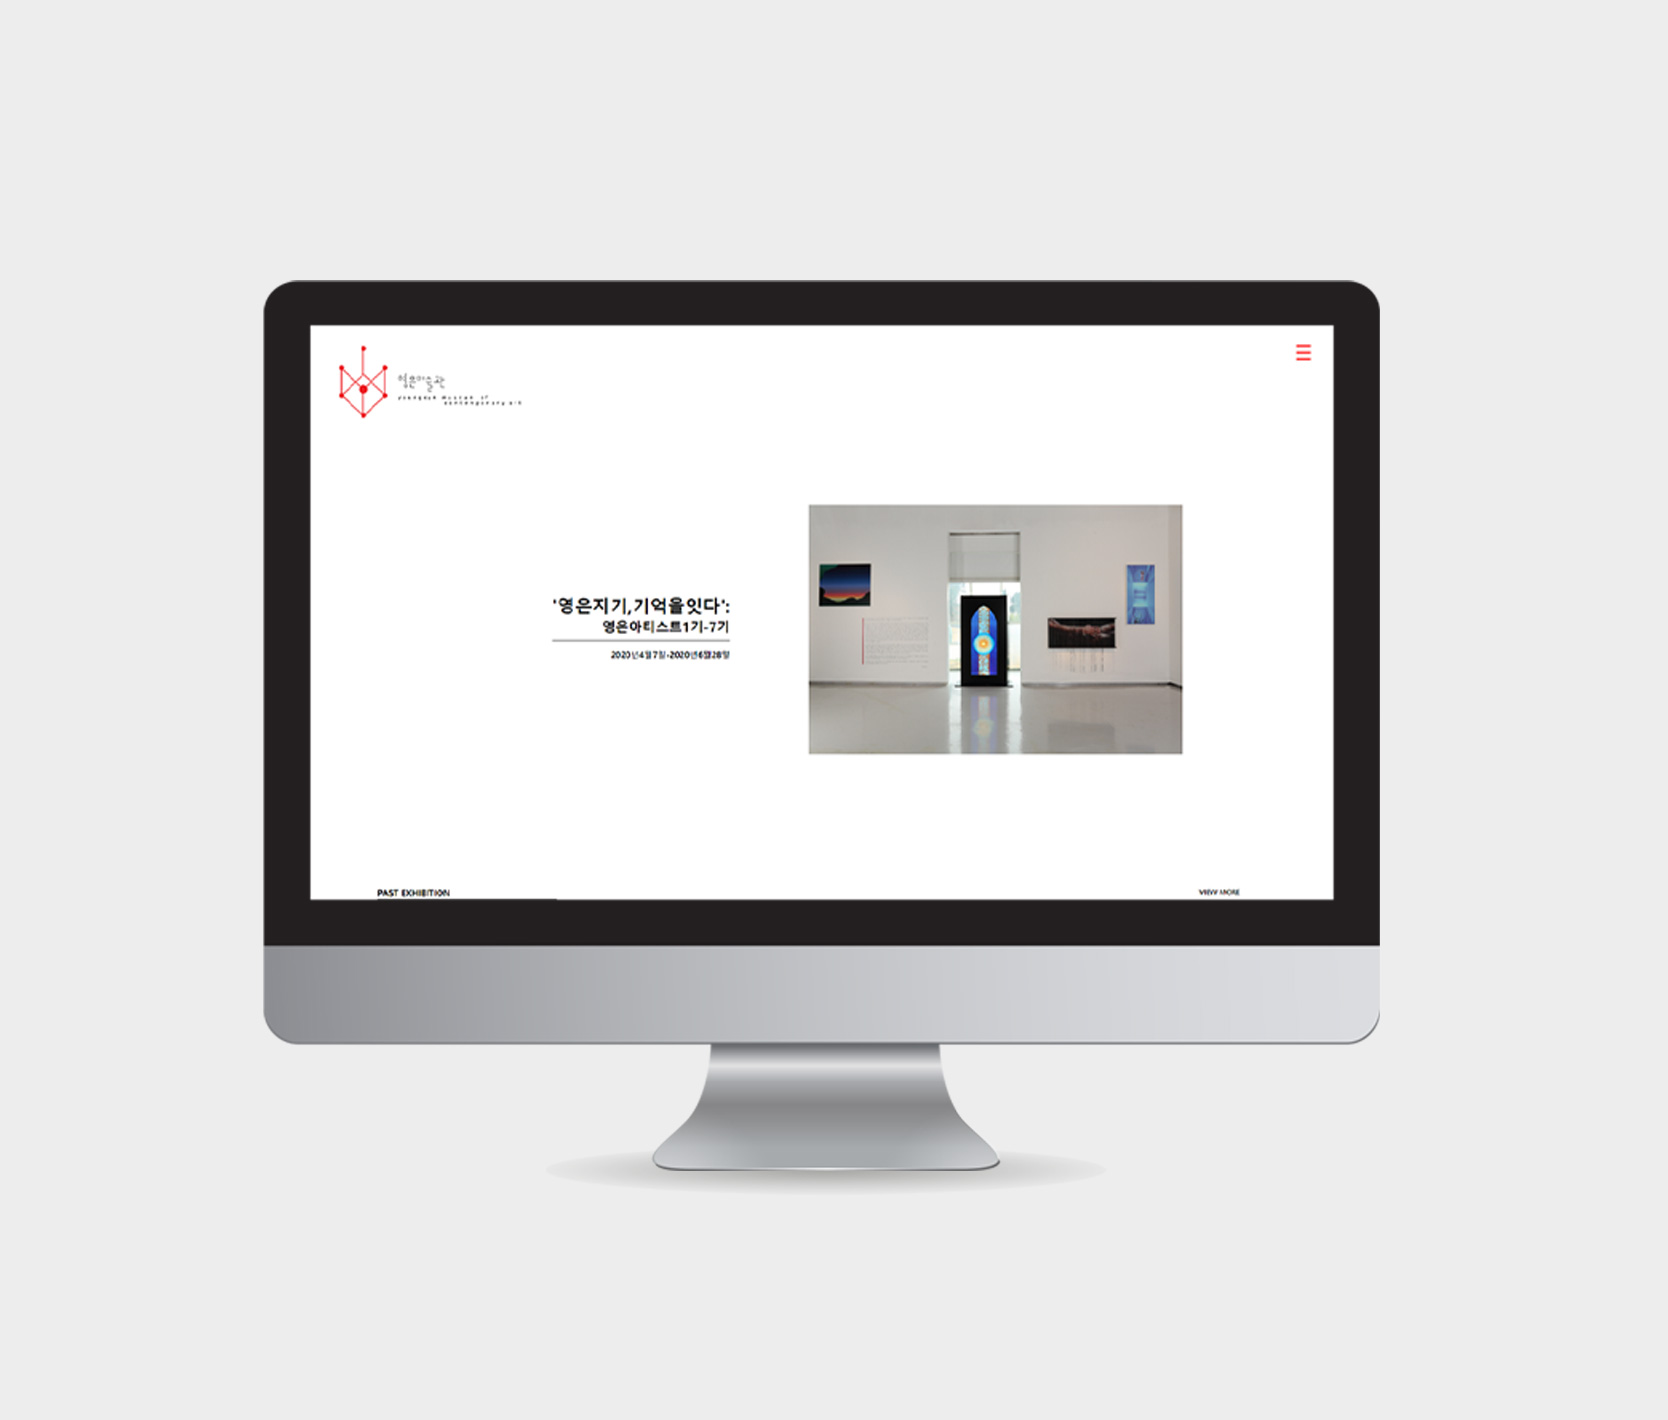 영은미술관
youngeun museum of
contemporary art
'영은지기,기억을잇다':
영은아티스트1기-7기
2020년4월7일-2020년6월28일
PAST EXHIBITION
VIEW MORE